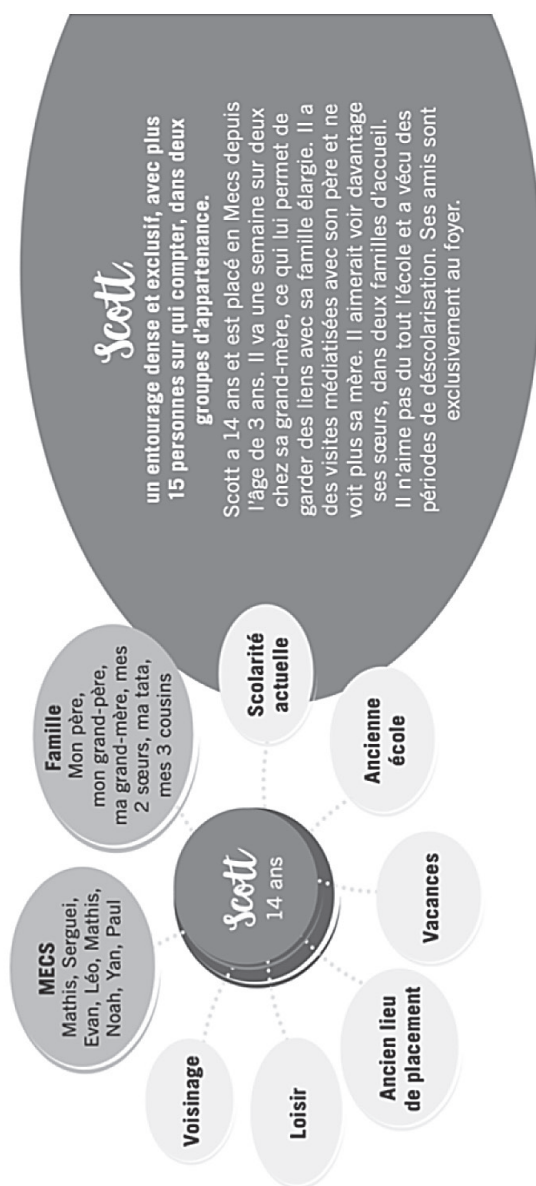 Scott,
un entourage dense et exclusif, avec plus
15 personnes sur qui compter, dans deux
groupes d'appartenance.
Scott a 14 ans et est placé en Mecs depuis
l'âge de 3 ans. Il va une semaine sur deux
chez sa grand-mère, ce qui lui permet de
garder des liens avec sa famille élargie. Il a
des visites médiatisées avec son père et ne
voit plus sa mère. Il aimerait voir davantage
ses sœurs, dans deux familles d'accueil.
Il n'aime pas du tout l'école et a vécu des
périodes de déscolarisation. Ses amis sont
exclusivement au foyer.
MECS
Mathis, Serguei,
Evan, Léo, Mathis,
Noah, Yan, Paul
Famille
Mon père,
mon grand-père,
ma grand-mère, mes
2 sœurs, ma tata,
mes 3 cousins
Scolarité
actuelle
Ancienne
école
Vacances
Ancien lieu
de placement
Loisir
Voisinage
Scott
14 ans